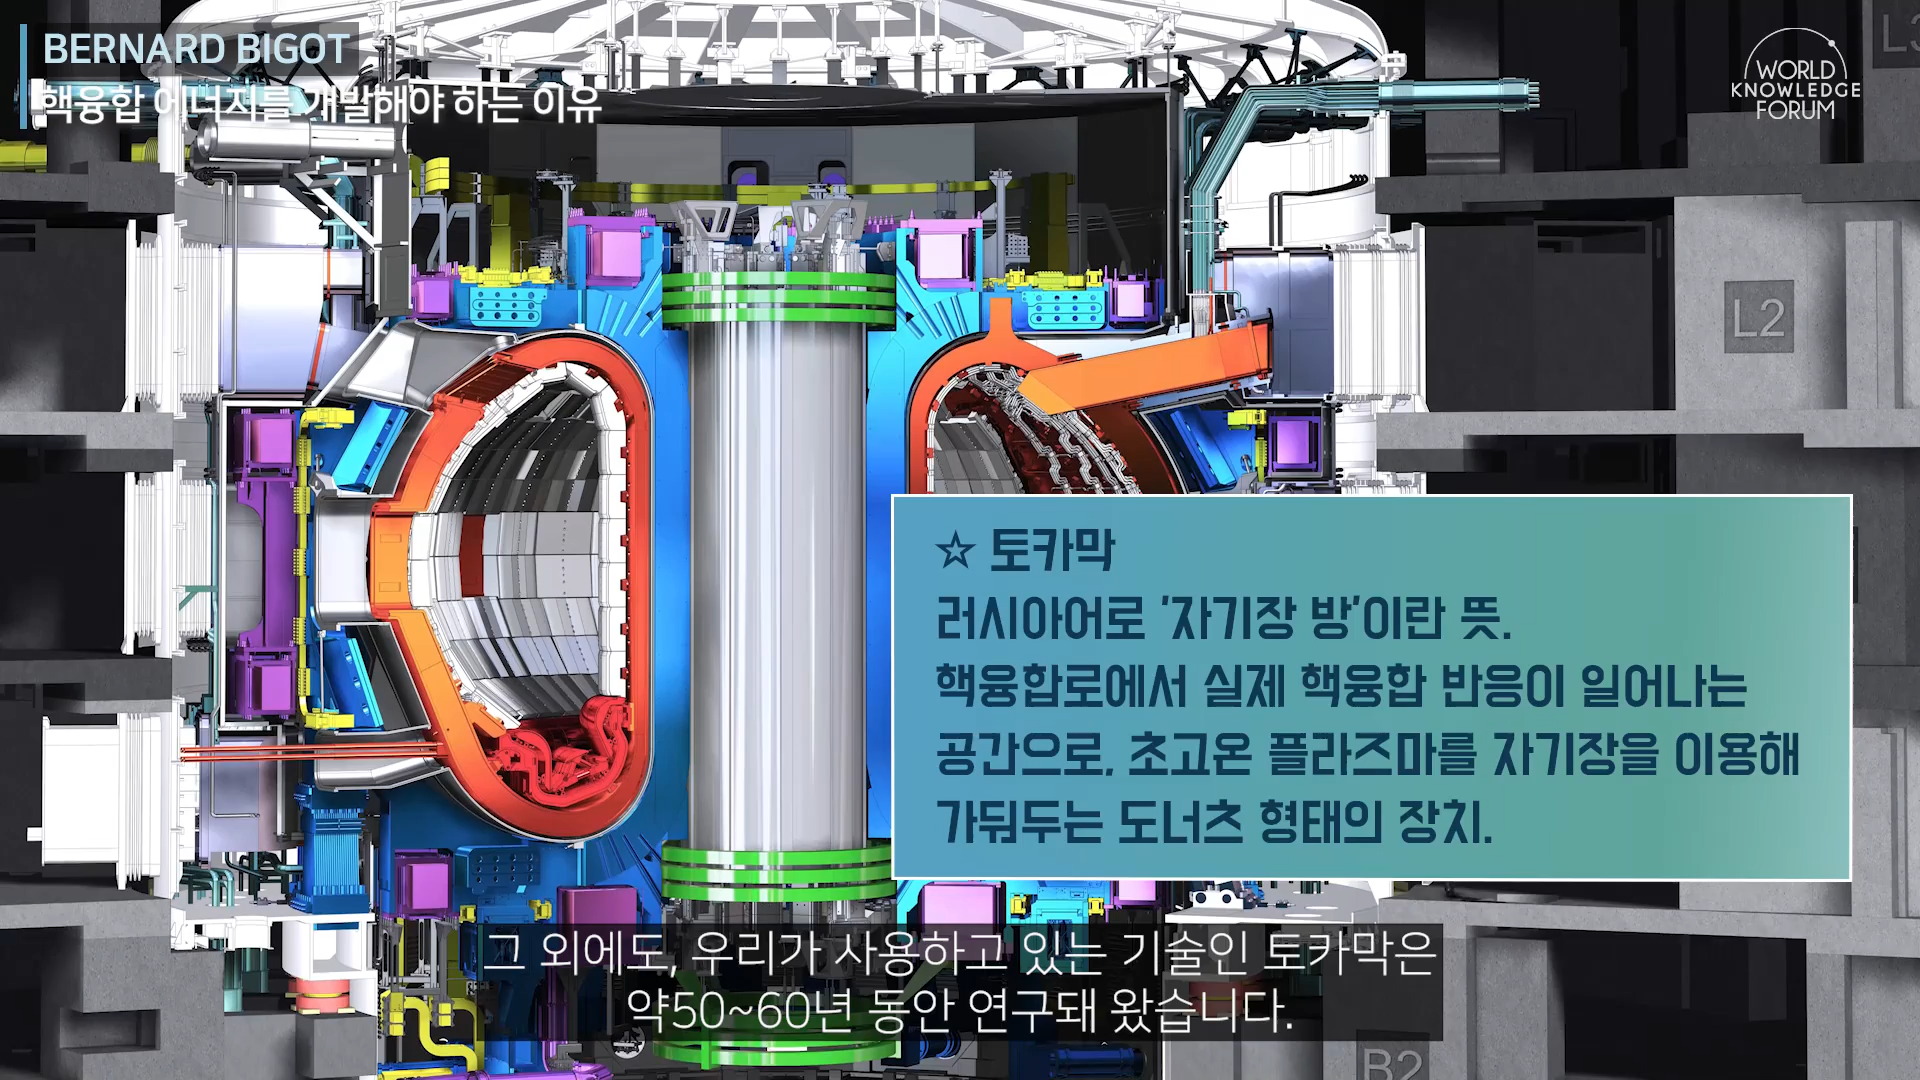 BERNARD BIGOT
핵융합 에너지를 개발해야 하는 이유
WORLD
KNOWLEDGE
FORUM
L3
L2
☆ 토카막
러시아어로 '자기장 방'이란 뜻.
핵융합로에서 실제 핵융합 반응이 일어나는
공간으로, 초고온 플라즈마를 자기장을 이용해
가둬두는 도너츠 형태의 장치.
그 외에도, 우리가 사용하고 있는 기술인 토카막은
약50~60년 동안 연구돼 왔습니다.
B2